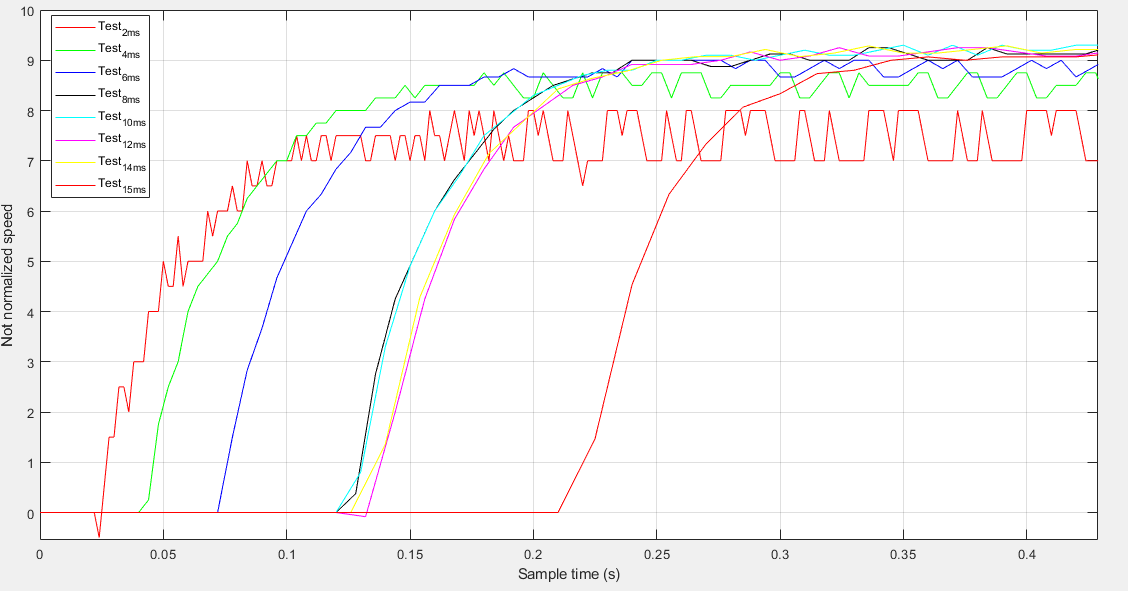 10
9
8
7
6
5
4
3
2
1
0
Not normalized speed
Test2ms
Test4ms
Test6ms
Test8ms
Test10ms
Test12ms
Test14ms
Test15ms
0 0.05 0.1 0.15 0.2 0.25 0.3 0.35 0.4
Sample time (s)